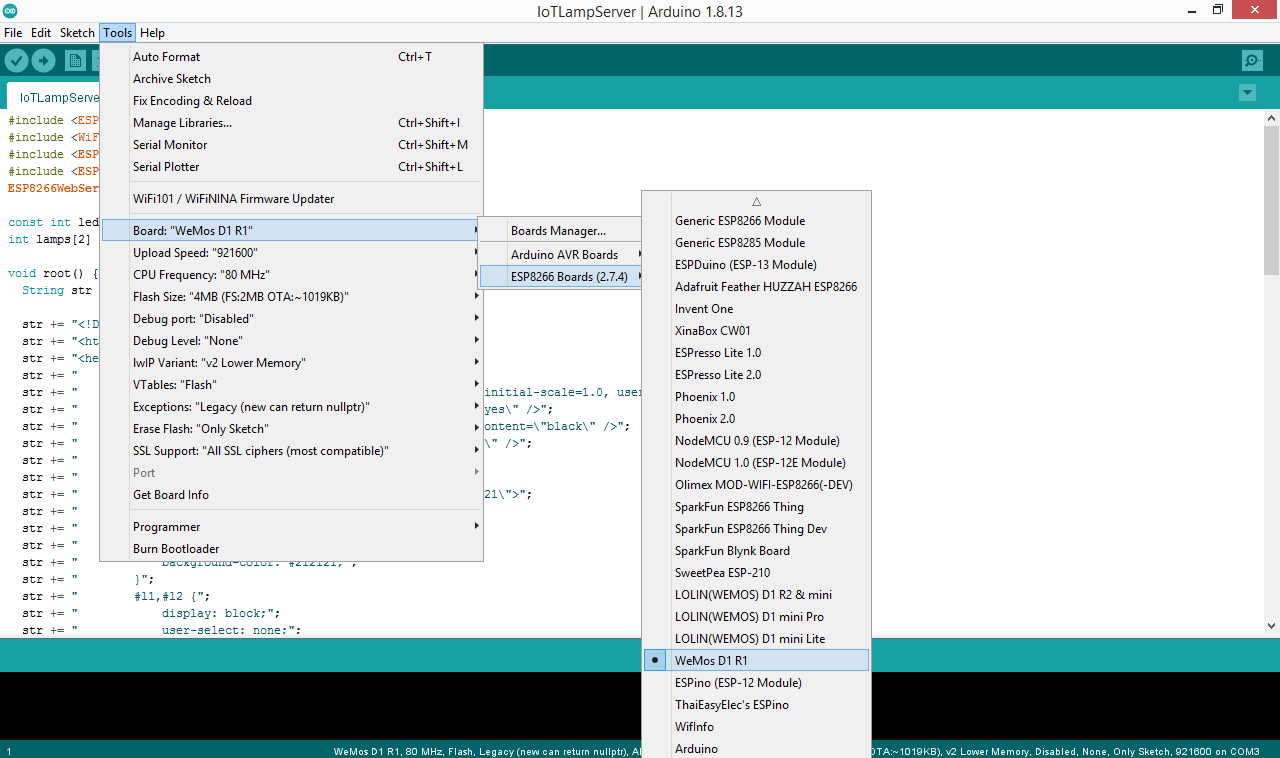 IoTLampServer | Arduino 1.8.13
File Edit Sketch Tools Help
IoTLampServe
Auto Format Ctrl+T
Archive Sketch
Fix Encoding & Reload
Manage Libraries... Ctrl+Shift+I
Serial Monitor Ctrl+Shift+M
Serial Plotter Ctrl+Shift+L
WiFi101 / WiFiNINA Firmware Updater
Board: "WeMos D1 R1"
Upload Speed: "921600"
CPU Frequency: "80 MHz"
Flash Size: "4MB (FS:2MB OTA:~1019KB)"
Debug port: "Disabled"
Debug Level: "None"
IwIP Variant: "v2 Lower Memory"
VTables: "Flash"
Exceptions: "Legacy (new can return nullptr)"
Erase Flash: "Only Sketch"
SSL Support: "All SSL ciphers (most compatible)"
Port
Get Board Info
Programmer
Burn Bootloader
Boards Manager...
Arduino AVR Boards
ESP8266 Boards (2.7.4)
Generic ESP8266 Module
Generic ESP8285 Module
ESPDuino (ESP-13 Module)
Adafruit Feather HUZZAH ESP8266
Invent One
XinaBox CW01
ESPresso Lite 1.0
ESPresso Lite 2.0
Phoenix 1.0
Phoenix 2.0
NodeMCU 0.9 (ESP-12 Module)
NodeMCU 1.0 (ESP-12E Module)
Olimex MOD-WIFI-ESP8266(-DEV)
SparkFun ESP8266 Thing
SparkFun ESP8266 Thing Dev
SparkFun Blynk Board
SweetPea ESP-210
LOLIN(WEMOS) D1 R2 & mini
LOLIN(WEMOS) D1 mini Pro
LOLIN(WEMOS) D1 mini Lite
WeMos D1 R1
ESPino (ESP-12 Module)
ThaiEasyElec's ESPino
WifInfo
Arduino
#include <ESP
#include <WiF
#include <ESP
#include <ESP
ESP8266WebSer
const int led
int lamps[2]
void root() {
String str
str += "<!D
str += "<ht
str += "<he
str += "
str += " initial-scale=1.0, user
str += " yes\" />";
str += " ontent=\"black\" />";
str += " \" />";
str += "
str += "
str += " 21\">";
str += "
str += "
str += "
str += " background-color: #212121;";
str += " }";
str += " #l1,#l2 {";
str += " display: block;";
str += " user-select: none;";
1 WeMos D1 R1, 80 MHz, Flash, Legacy (new can return nullptr), Al OTA:~1019KB), v2 Lower Memory, Disabled, None, Only Sketch, 921600 on COM3